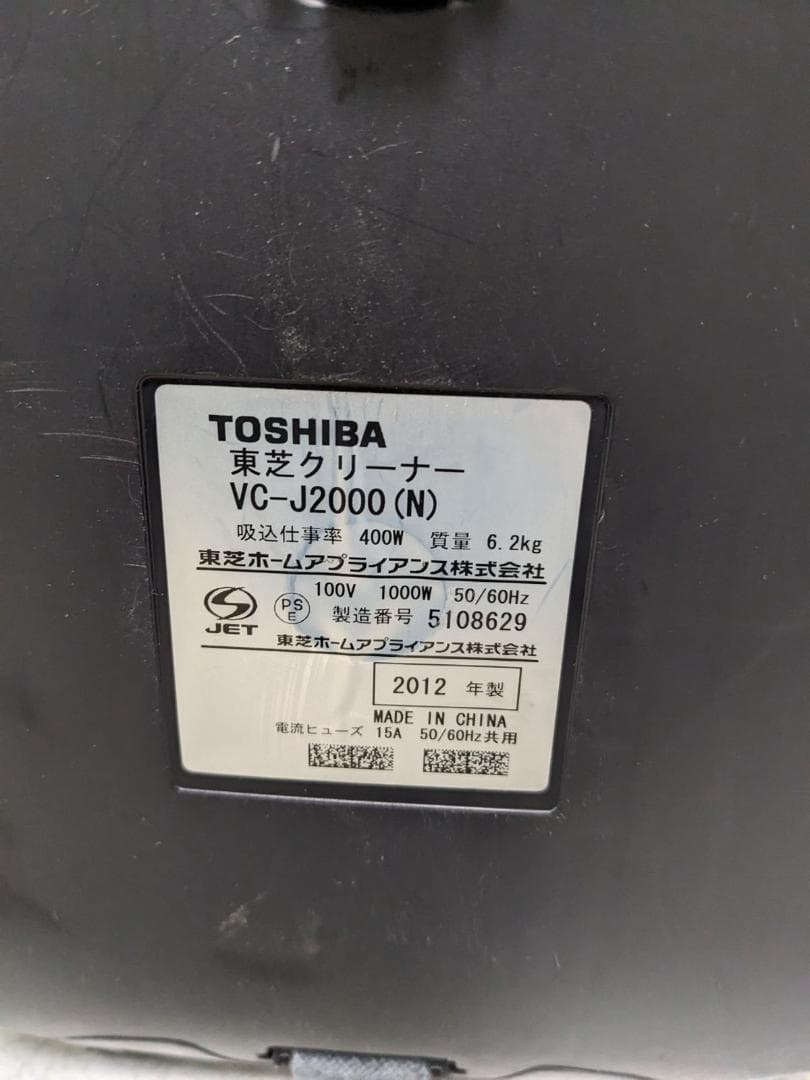 TOSHIBA
東芝クリーナー
VC-J2000(N)
吸込仕事率 400W 質量 6.2kg
東芝ホームアプライアンス株式会社
100V 1000W 50/60Hz
JET PSE 製造番号 5108629
東芝ホームアプライアンス株式会社
2012 年製
MADE IN CHINA
電流ヒューズ 15A 50/60Hz共用